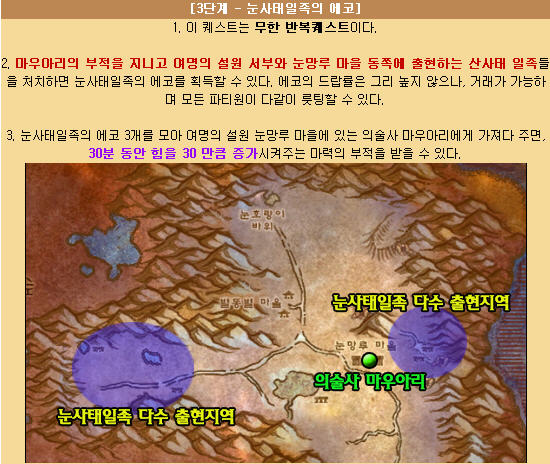 [3단계 - 눈사태일족의 에코]
1. 이 퀘스트는 무한 반복퀘스트이다.
2. 마우아리의 부적을 지니고 여명의 설원 서부와 눈망루 마을 동쪽에 출현하는 산사태 일족들
을 처치하면 눈사태일족의 에코를 획득할 수 있다. 에코의 드랍률은 그리 높지 않으나, 거래가 가능하
며 모든 파티원이 다같이 룻팅할 수 있다.
3. 눈사태일족의 에코 3개를 모아 여명의 설원 눈망루 마을에 있는 의술사 마우아리에게 가져다 주면,
30분 동안 힘을 30 만큼 증가시켜주는 마력의 부적을 받을 수 있다.
눈호랑이
바위
별똥별 마을
눈사태일족 다수 출현지역
눈망루 마을
의술사 마우아리
눈사태일족 다수 출현지역